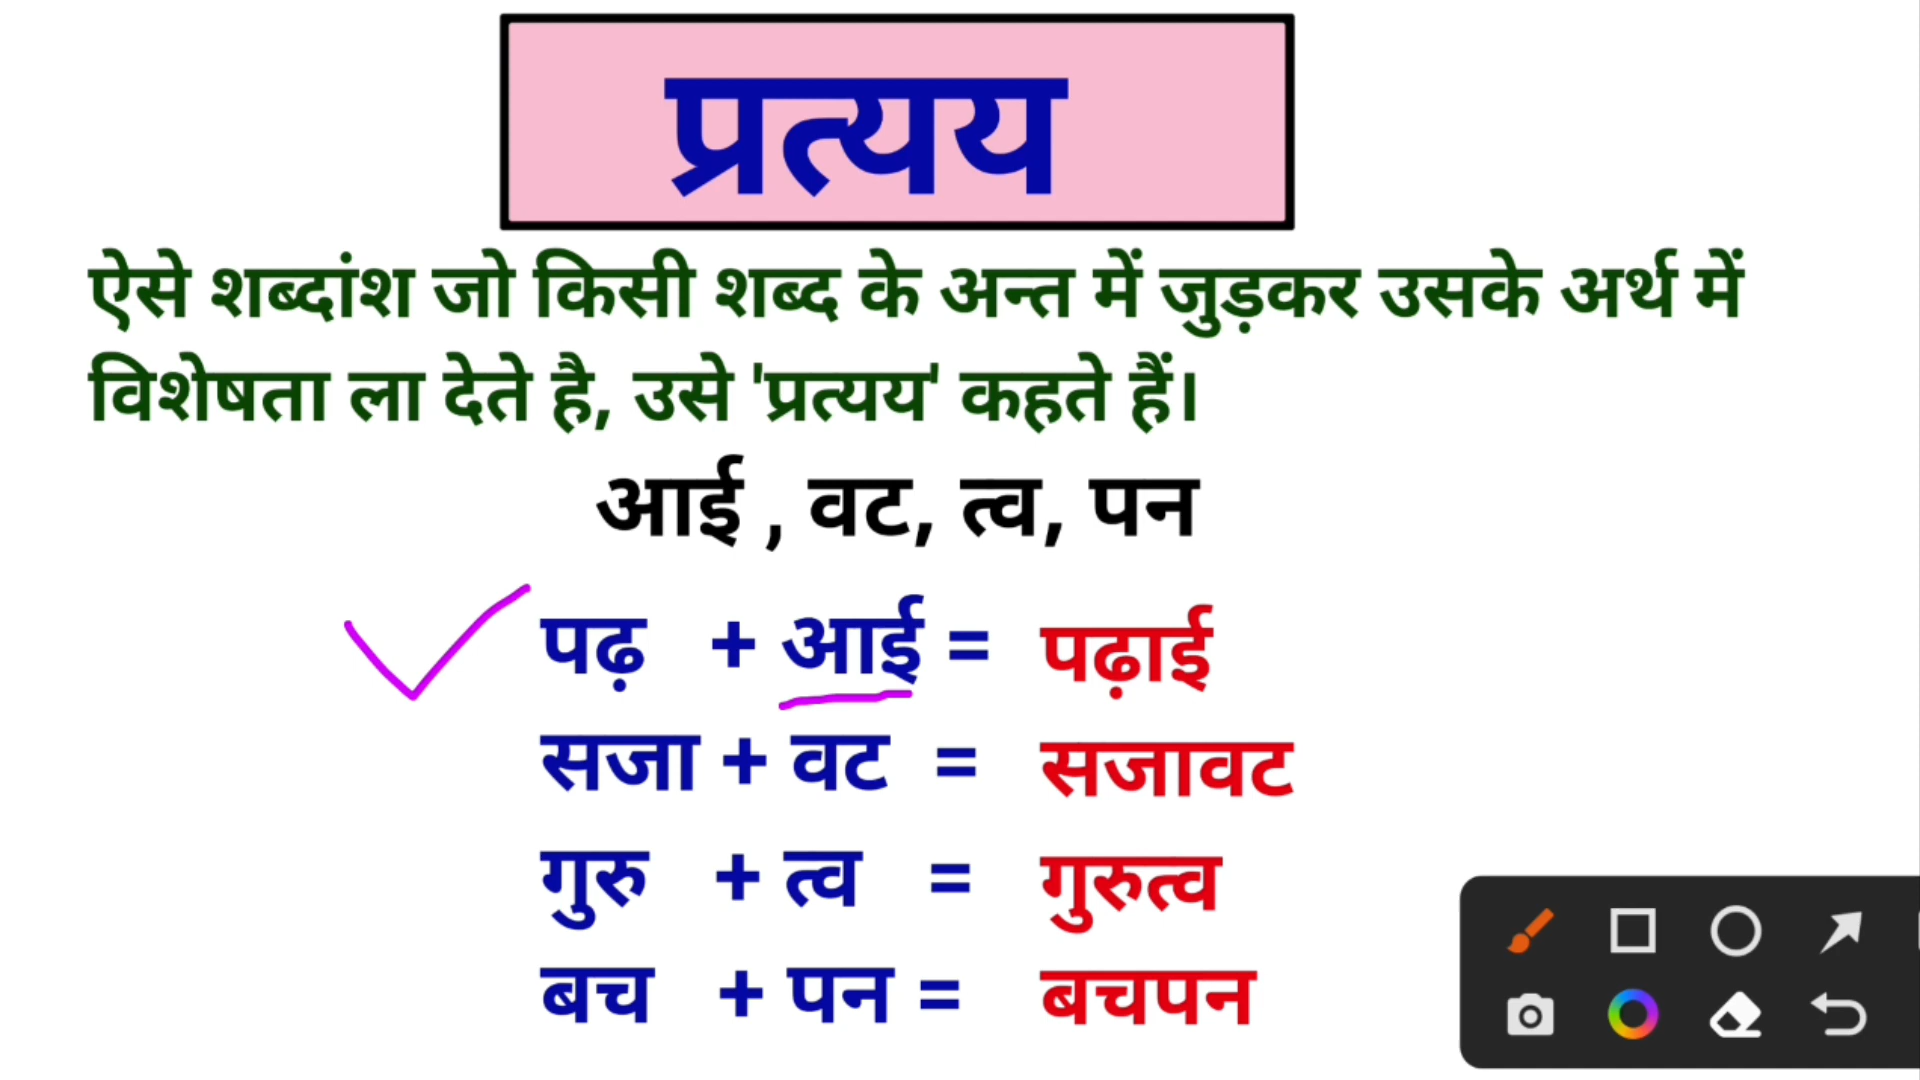 प्रत्यय
ऐसे शब्दांश जो किसी शब्द के अन्त में जुड़कर उसके अर्थ में
विशेषता ला देते है, उसे 'प्रत्यय' कहते हैं।
आई , वट, त्व, पन
पढ़ + आई = पढ़ाई
सजा + वट = सजावट
गुरु + त्व = गुरुत्व
बच + पन = बचपन